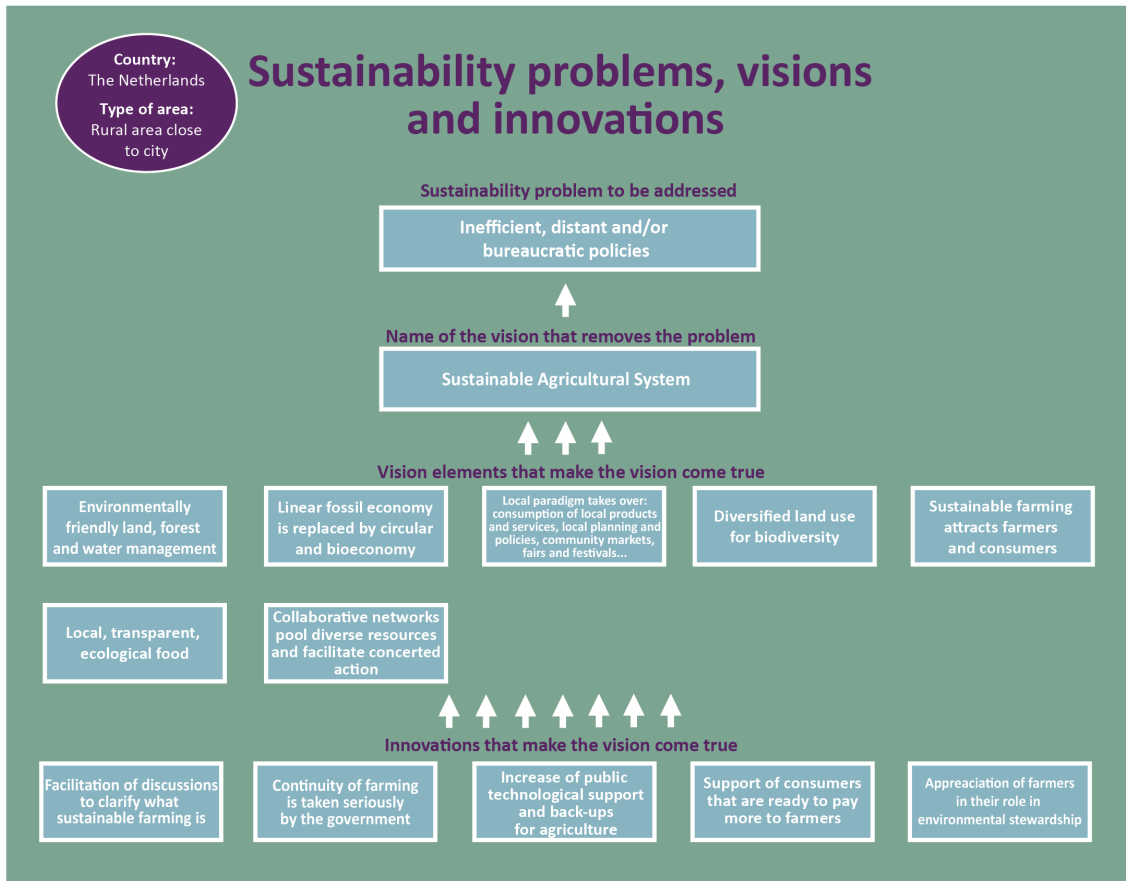 Country:
The Netherlands
Type of area:
Rural area close
to city
Sustainability problems, visions
and innovations
Sustainability problem to be addressed
Inefficient, distant and/or
bureaucratic policies
Name of the vision that removes the problem
Sustainable Agricultural System
Vision elements that make the vision come true
Environmentally
friendly land, forest
and water management
Linear fossil economy
is replaced by circular
and bioeconomy
Local paradigm takes over:
consumption of local products
and services, local planning and
policies, community markets,
fairs and festivals...
Diversified land use
for biodiversity
Sustainable farming
attracts farmers
and consumers
Local, transparent,
ecological food
Collaborative networks
pool diverse resources
and facilitate concerted
action
Innovations that make the vision come true
Facilitation of discussions
to clarify what
sustainable farming is
Continuity of farming
is taken seriously
by the government
Increase of public
technological support
and back-ups
for agriculture
Support of consumers
that are ready to pay
more to farmers
Appreaciation of farmers
in their role in
environmental stewardship